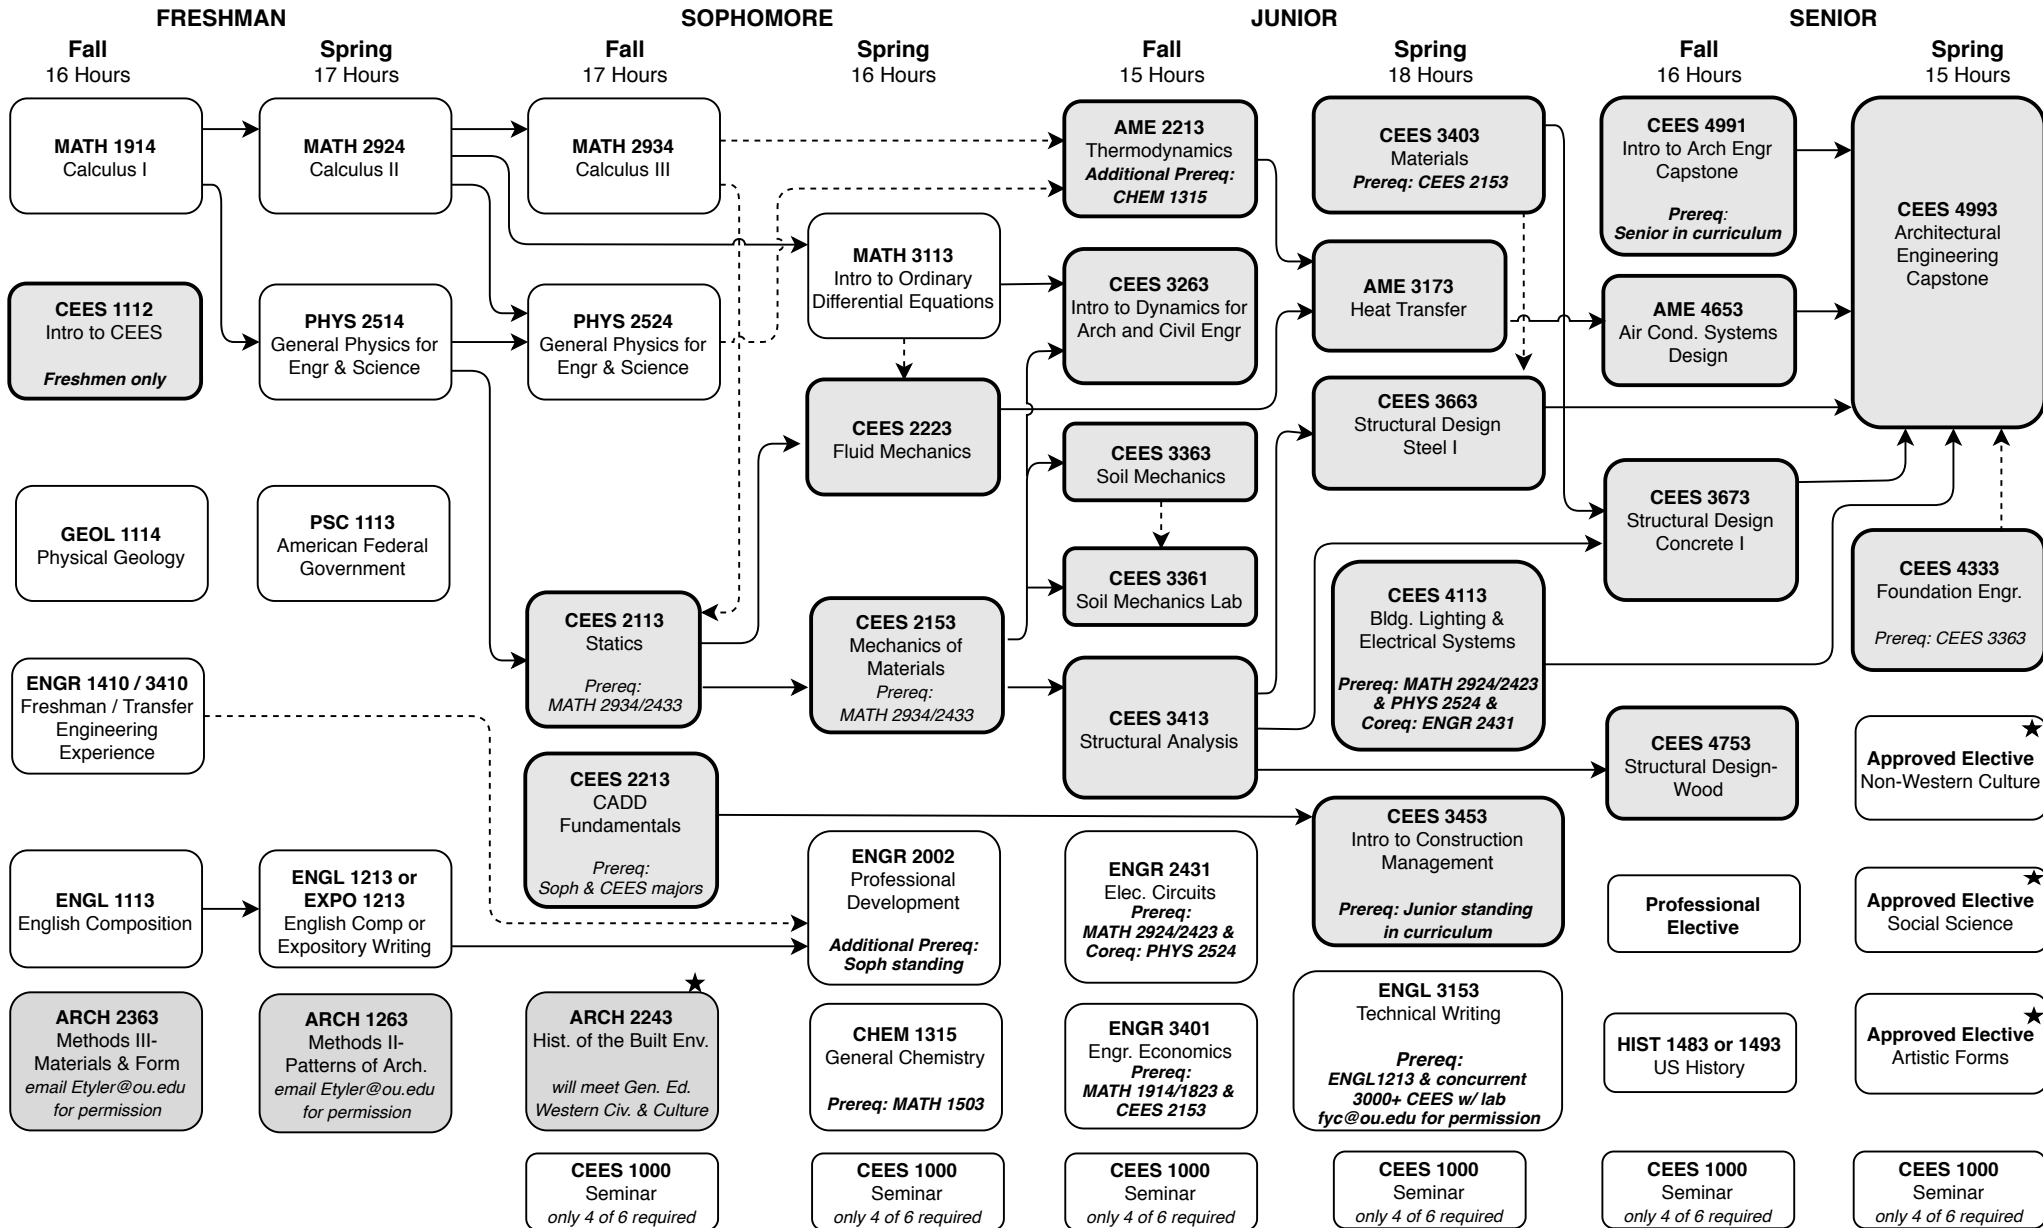 FRESHMAN
SOPHOMORE
JUNIOR
SENIOR
Fall
16 Hours
Spring
17 Hours
Fall
17 Hours
Spring
16 Hours
Fall
15 Hours
Spring
18 Hours
Fall
16 Hours
Spring
15 Hours
MATH 1914
Calculus I
CEES 1112
Intro to CEES
Freshmen only
GEOL 1114
Physical Geology
ENGR 1410 / 3410
Freshman / Transfer
Engineering
Experience
ENGL 1113
English Composition
ARCH 2363
Methods III-
Materials & Form
email Etyler@ou.edu
for permission
MATH 2924
Calculus II
PHYS 2514
General Physics for
Engr & Science
PSC 1113
American Federal
Government
ENGL 1213 or
EXPO 1213
English Comp or
Expository Writing
ARCH 1263
Methods II-
Patterns of Arch.
email Etyler@ou.edu
for permission
MATH 2934
Calculus III
PHYS 2524
General Physics for
Engr & Science
CEES 2113
Statics
Prereq:
MATH 2934/2433
CEES 2213
CADD
Fundamentals
Prereq:
Soph & CEES majors
ARCH 2243
Hist. of the Built Env.
will meet Gen. Ed.
Western Civ. & Culture
CEES 1000
Seminar
only 4 of 6 required
MATH 3113
Intro to Ordinary
Differential Equations
CEES 2223
Fluid Mechanics
CEES 2153
Mechanics of
Materials
Prereq:
MATH 2934/2433
ENGR 2002
Professional
Development
Additional Prereq:
Soph standing
CHEM 1315
General Chemistry
Prereq: MATH 1503
CEES 1000
Seminar
only 4 of 6 required
AME 2213
Thermodynamics
Additional Prereq:
CHEM 1315
CEES 3263
Intro to Dynamics for
Arch and Civil Engr
CEES 3363
Soil Mechanics
CEES 3361
Soil Mechanics Lab
CEES 3413
Structural Analysis
ENGR 2431
Elec. Circuits
Prereq:
MATH 2924/2423 &
Coreq: PHYS 2524
ENGR 3401
Engr. Economics
Prereq:
MATH 1914/1823 &
CEES 2153
CEES 1000
Seminar
only 4 of 6 required
CEES 3403
Materials
Prereq: CEES 2153
AME 3173
Heat Transfer
CEES 3663
Structural Design
Steel I
CEES 4113
Bldg. Lighting &
Electrical Systems
Prereq: MATH 2924/2423
& PHYS 2524 &
Coreq: ENGR 2431
CEES 3453
Intro to Construction
Management
Prereq: Junior standing
in curriculum
ENGL 3153
Technical Writing
Prereq:
ENGL1213 & concurrent
3000+ CEES w/ lab
fyc@ou.edu for permission
CEES 1000
Seminar
only 4 of 6 required
CEES 4991
Intro to Arch Engr
Capstone
Prereq:
Senior in curriculum
AME 4653
Air Cond. Systems
Design
CEES 3673
Structural Design
Concrete I
CEES 4753
Structural Design-
Wood
Professional
Elective
HIST 1483 or 1493
US History
CEES 1000
Seminar
only 4 of 6 required
CEES 4993
Architectural
Engineering
Capstone
CEES 4333
Foundation Engr.
Prereq: CEES 3363
Approved Elective
Non-Western Culture
Approved Elective
Social Science
Approved Elective
Artistic Forms
CEES 1000
Seminar
only 4 of 6 required